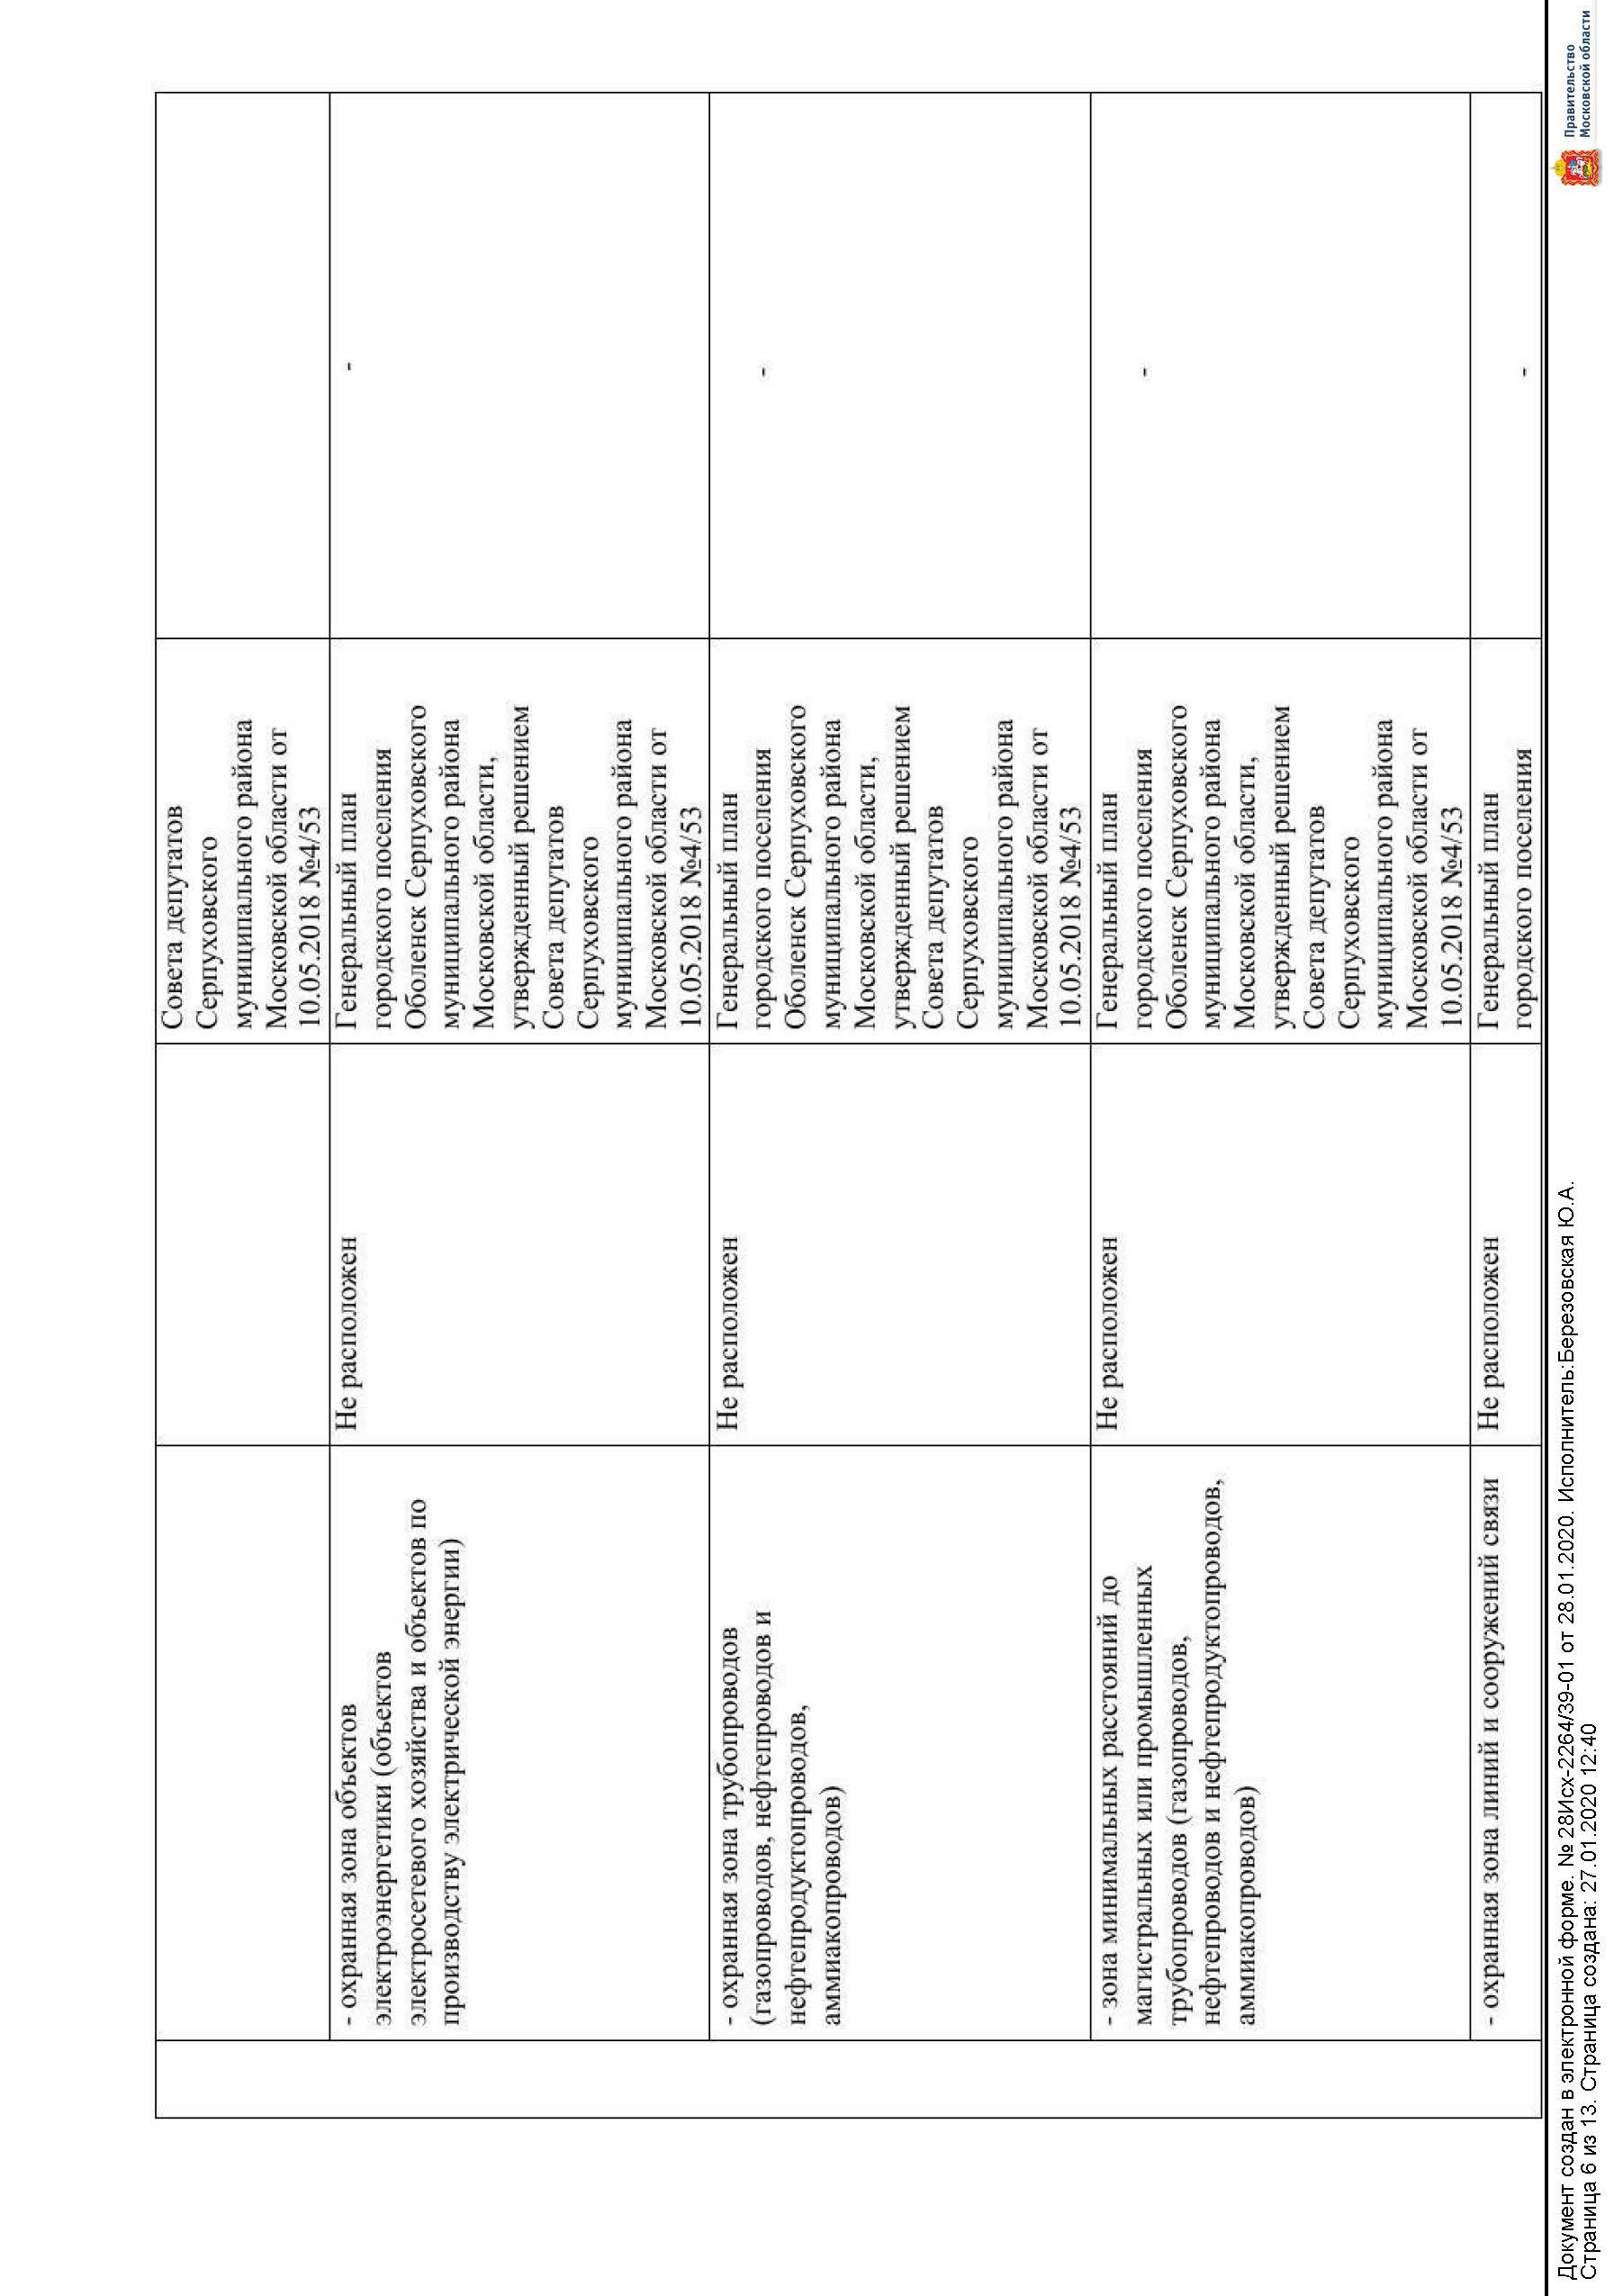 Совета депутатов
Серпуховского
муниципального района
Московской области от
10.05.2018 №4/53
- охранная зона объектов
электроэнергетики (объектов
электросетевого хозяйства и объектов по
производству электрической энергии)
Не расположен
Генеральный план
городского поселения
Оболенск Серпуховского
муниципального района
Московской области,
утвержденный решением
Совета депутатов
Серпуховского
муниципального района
Московской области от
10.05.2018 №4/53
-
- охранная зона трубопроводов
(газопроводов, нефтепроводов и
нефтепродуктопроводов,
аммиакопроводов)
Не расположен
Генеральный план
городского поселения
Оболенск Серпуховского
муниципального района
Московской области,
утвержденный решением
Совета депутатов
Серпуховского
муниципального района
Московской области от
10.05.2018 №4/53
-
- зона минимальных расстояний до
магистральных или промышленных
трубопроводов (газопроводов,
нефтепроводов и нефтепродуктопроводов,
аммиакопроводов)
Не расположен
Генеральный план
городского поселения
Оболенск Серпуховского
муниципального района
Московской области,
утвержденный решением
Совета депутатов
Серпуховского
муниципального района
Московской области от
10.05.2018 №4/53
-
- охранная зона линий и сооружений связи
Не расположен
Генеральный план
городского поселения
-
Документ создан в электронной форме. № 28Исх-2264/39-01 от 28.01.2020. Исполнитель:Березовская Ю.А.
Страница 6 из 13. Страница создана: 27.01.2020 12:40
Правительство
Московской области